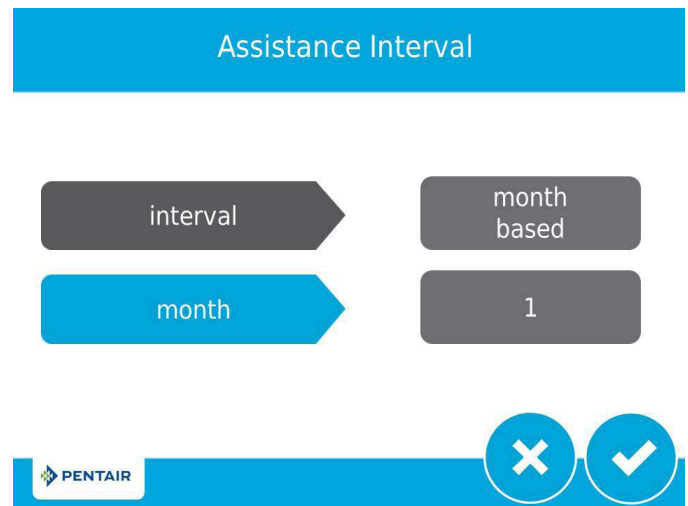 Assistance Interval
interval
month
based
month
1
PENTAIR